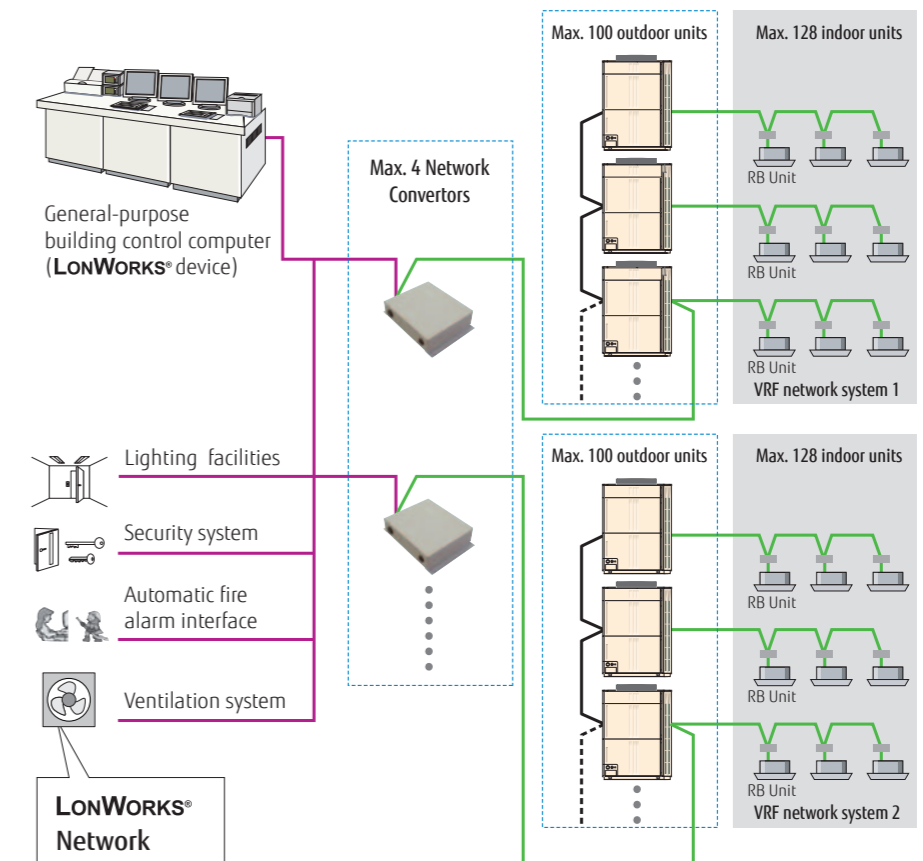 Max. 100 outdoor units
Max. 128 indoor units
Max. 4 Network
Convertors
General-purpose
building control computer
(LONWORKS® device)
RB Unit
RB Unit
RB Unit
VRF network system 1
Lighting facilities
Security system
Automatic fire
alarm interface
Ventilation system
LONWORKS®
Network
Max. 100 outdoor units
Max. 128 indoor units
RB Unit
RB Unit
RB Unit
VRF network system 2